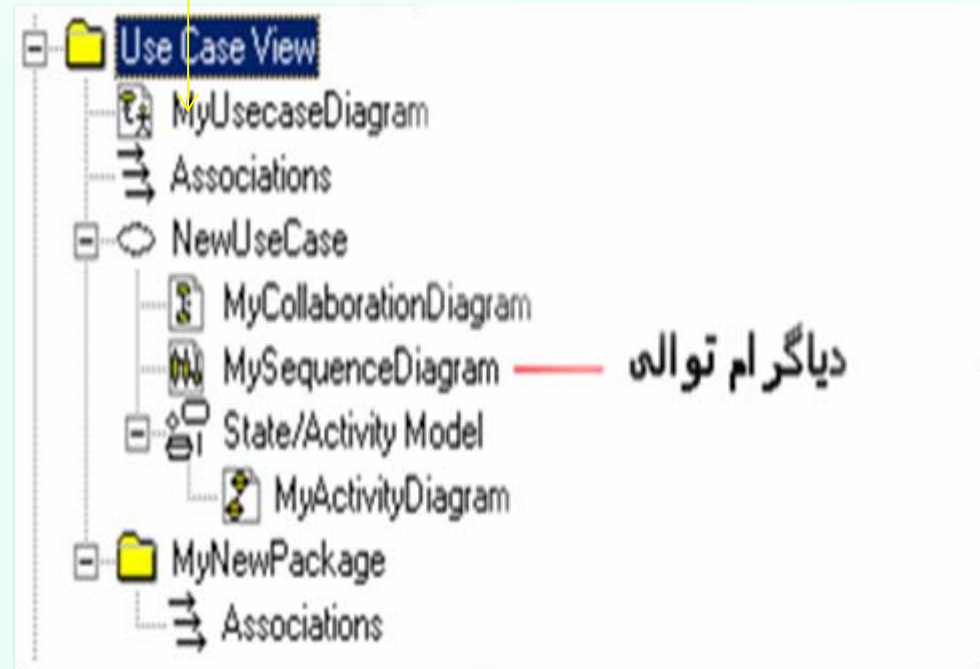 Use Case View
MyUsecaseDiagram
Associations
NewUseCase
MyCollaborationDiagram
MySequenceDiagram دیاگرام توالی
State/Activity Model
MyActivityDiagram
MyNewPackage
Associations